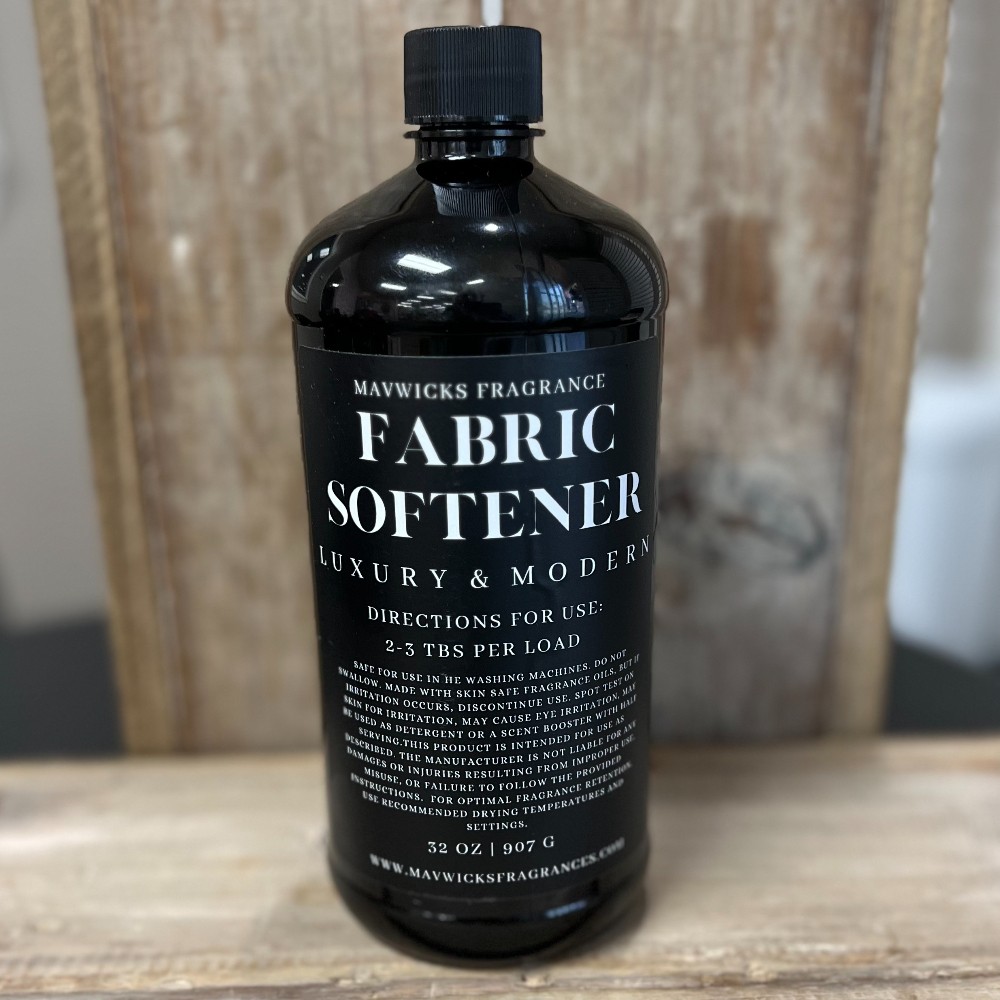 MAVWICKS FRAGRANCE
FABRIC
SOFTENER
LUXURY & MODERN
DIRECTIONS FOR USE:
2-3 TBS PER LOAD
SAFE FOR USE IN HE WASHING MACHINES. DO NOT
SWALLOW. MADE WITH SKIN SAFE FRAGRANCE OILS, BUT IF
IRRITATION OCCURS, DISCONTINUE USE. SPOT TEST ON
SKIN FOR IRRITATION, MAY CAUSE EYE IRRITATION. MAY
BE USED AS DETERGENT OR A SCENT BOOSTER WITH HALF
SERVING.THIS PRODUCT IS INTENDED FOR USE AS
DESCRIBED. THE MANUFACTURER IS NOT LIABLE FOR ANY
DAMAGES OR INJURIES RESULTING FROM IMPROPER USE,
MISUSE, OR FAILURE TO FOLLOW THE PROVIDED
INSTRUCTIONS. FOR OPTIMAL FRAGRANCE RETENTION,
USE RECOMMENDED DRYING TEMPERATURES AND
SETTINGS.
32 OZ | 907 G
WWW.MAVWICKSFRAGRANCES.COM